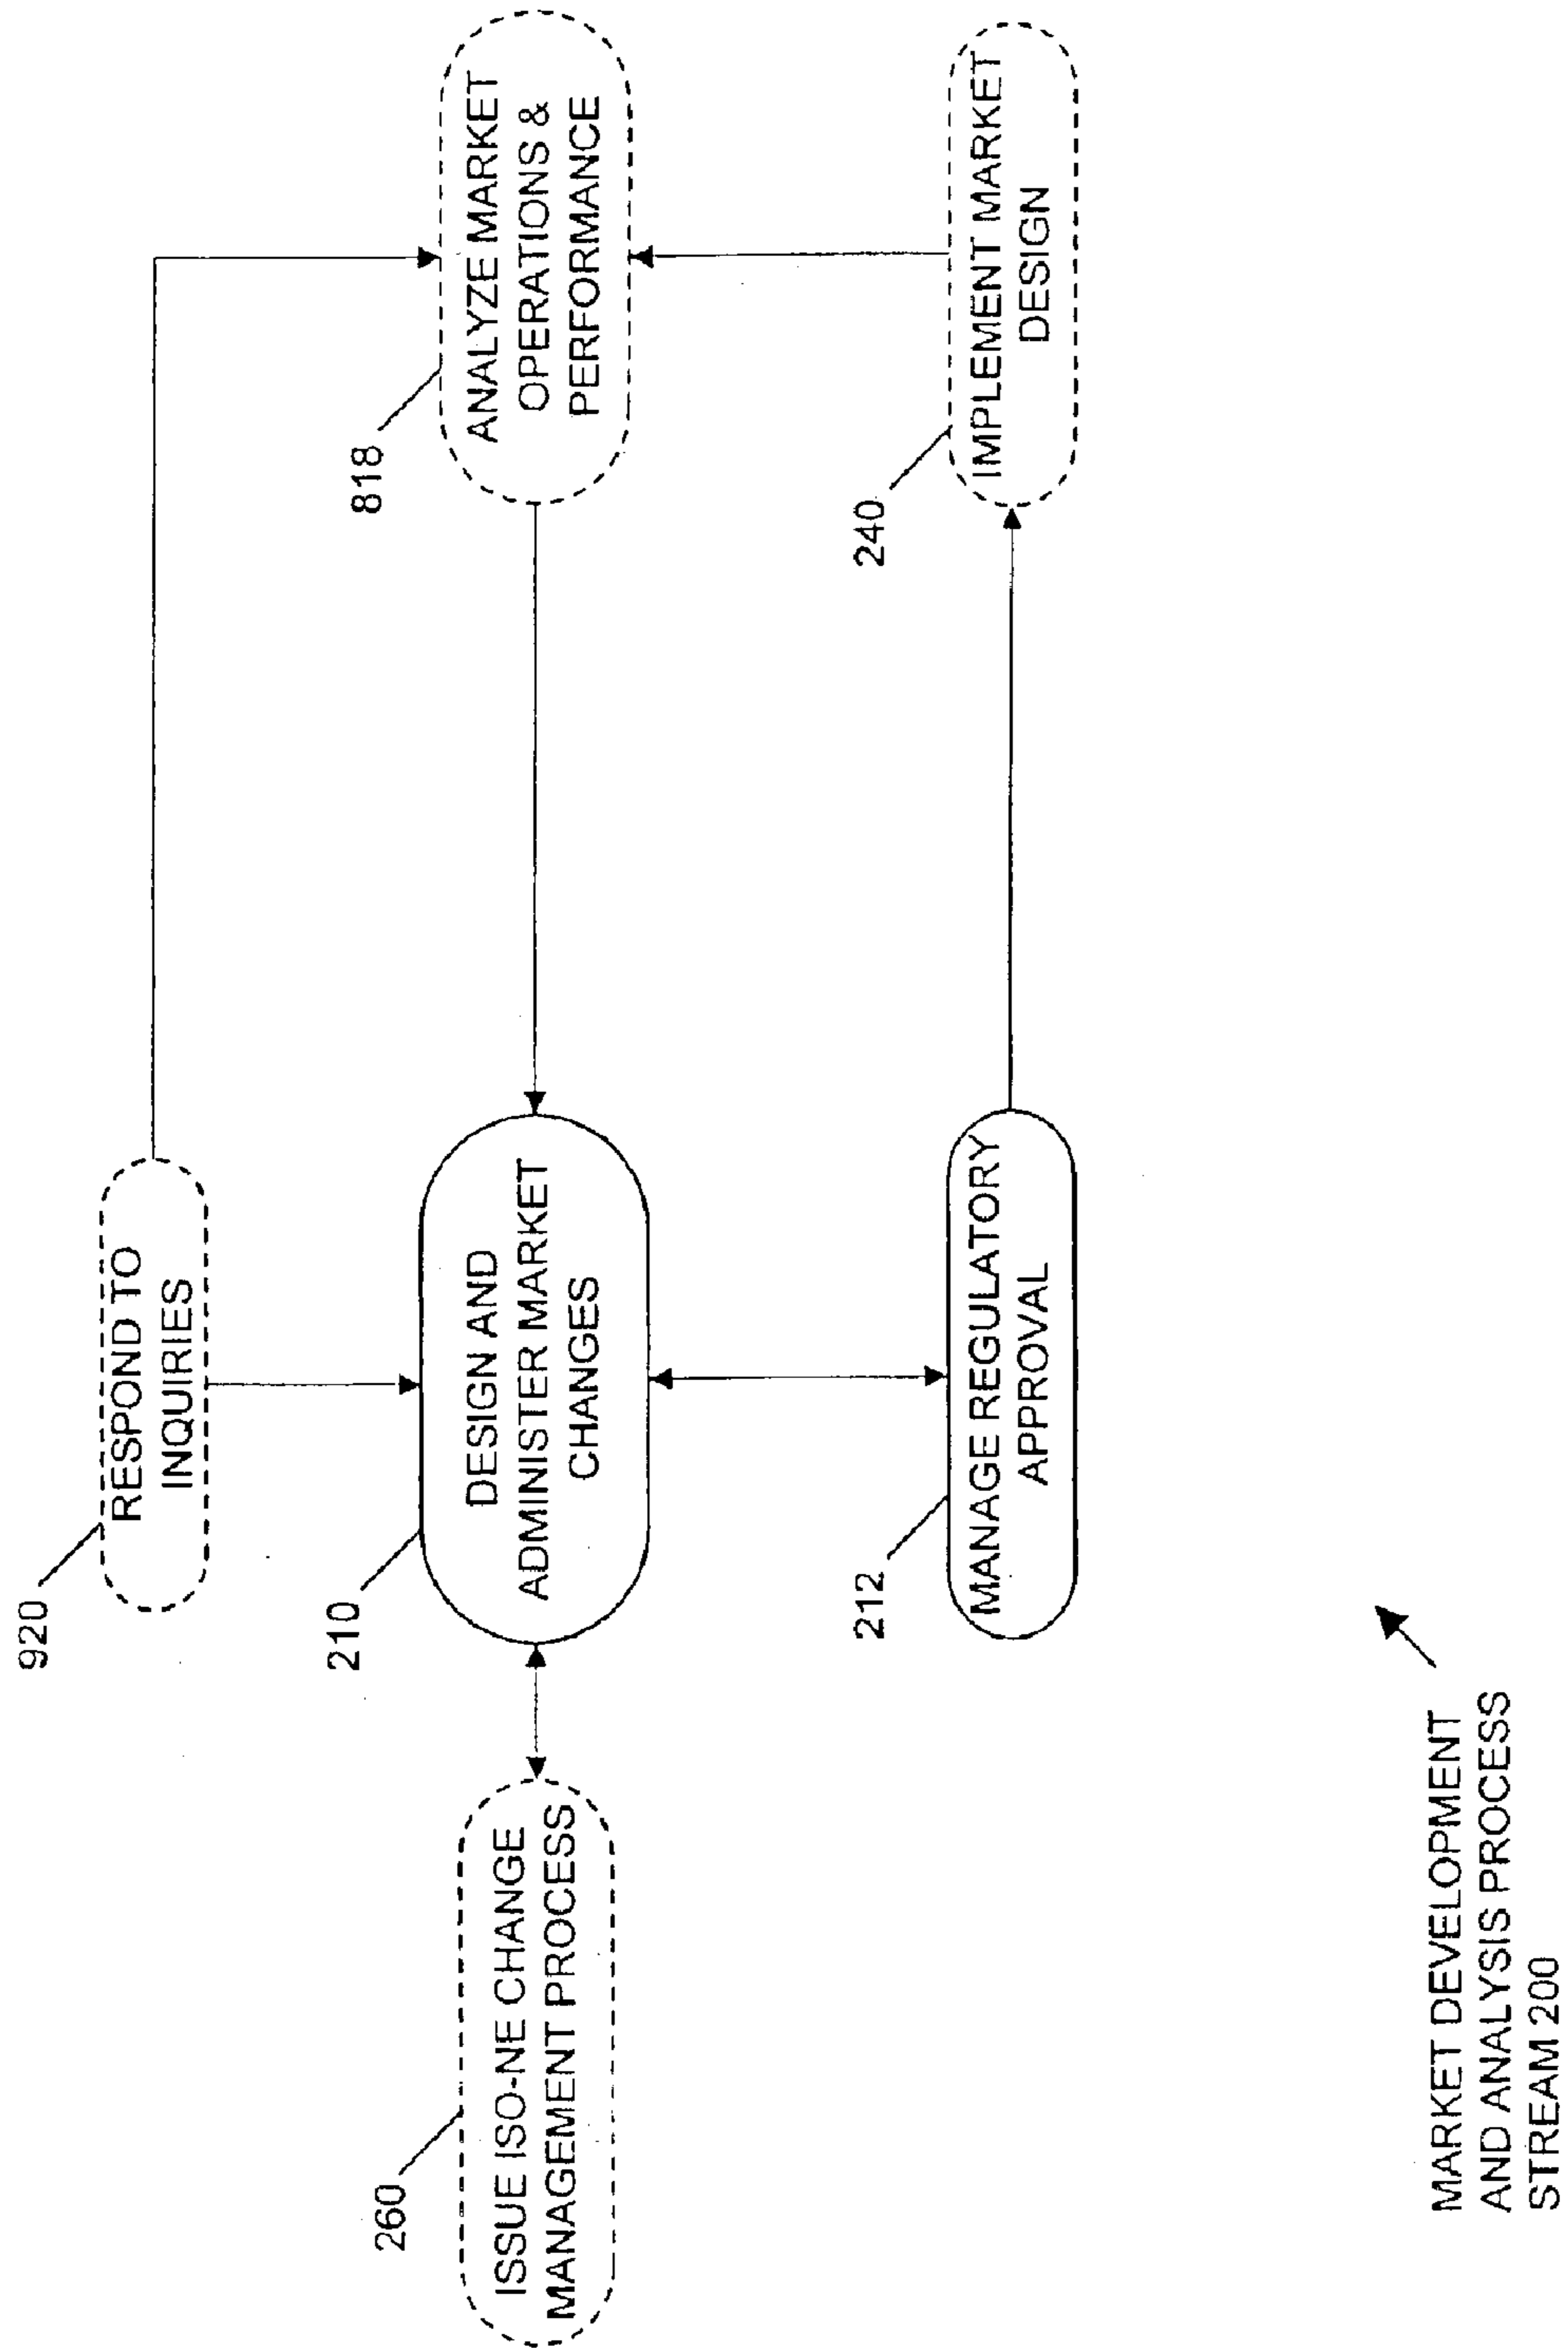 920
RESPOND TO
INQUIRIES
260
ISSUE ISO-NE CHANGE
MANAGEMENT PROCESS
210
DESIGN AND
ADMINISTER MARKET
CHANGES
818
ANALYZE MARKET
OPERATIONS &
PERFORMANCE
212
MANAGE REGULATORY
APPROVAL
240
IMPLEMENT MARKET
DESIGN
MARKET DEVELOPMENT
AND ANALYSIS PROCESS
STREAM 200